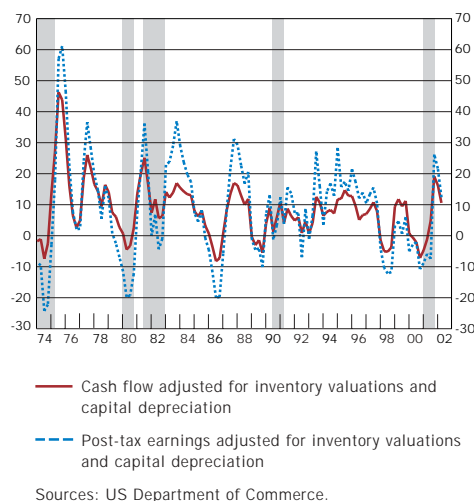 70 70
60 60
50 50
40 40
30 30
20 20
10 10
0 0
-10 -10
-20 -20
-30 -30
74 76 78 80 82 84 86 88 90 92 94 96 98 00 02
Cash flow adjusted for inventory valuations and
capital depreciation
Post-tax earnings adjusted for inventory valuations
and capital depreciation
Sources: US Department of Commerce.